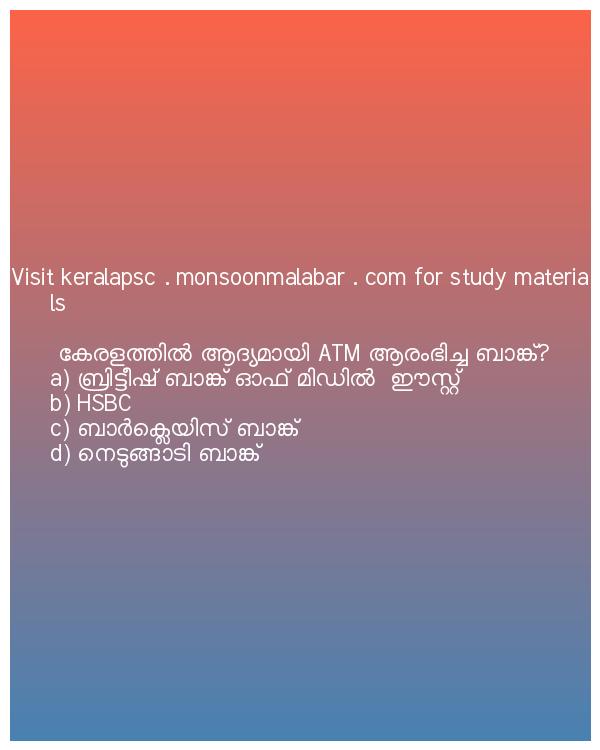 Visit keralapsc . monsoonmalabar . com for study materia
ls
കേരളത്തിൽ ആദ്യമായി ATM ആരംഭിച്ച ബാങ്ക്?
a) ബ്രിട്ടീഷ് ബാങ്ക് ഓഫ് മിഡിൽ  ഈസ്റ്റ്
b) HSBC
c) ബാർക്ലെയിസ് ബാങ്ക്
d) നെടുങ്ങാടി ബാങ്ക്